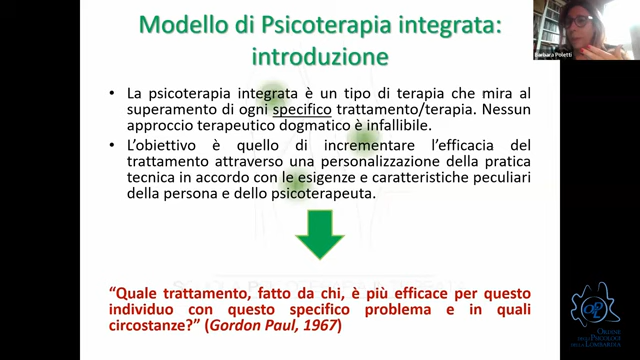 Modello di Psicoterapia integrata:
introduzione
• La psicoterapia integrata è un tipo di terapia che mira al
superamento di ogni specifico trattamento/terapia. Nessun
approccio terapeutico dogmatico è infallibile.
• L'obiettivo è quello di incrementare l'efficacia del
trattamento attraverso una personalizzazione della pratica
tecnica in accordo con le esigenze e caratteristiche peculiari
della persona e dello psicoterapeuta.
"Quale trattamento, fatto da chi, è più efficace per questo
individuo con questo specifico problema e in quali
circostanze?" (Gordon Paul, 1967)
Barbara Poletti
Ordine
degli Psicologi
della Lombardia